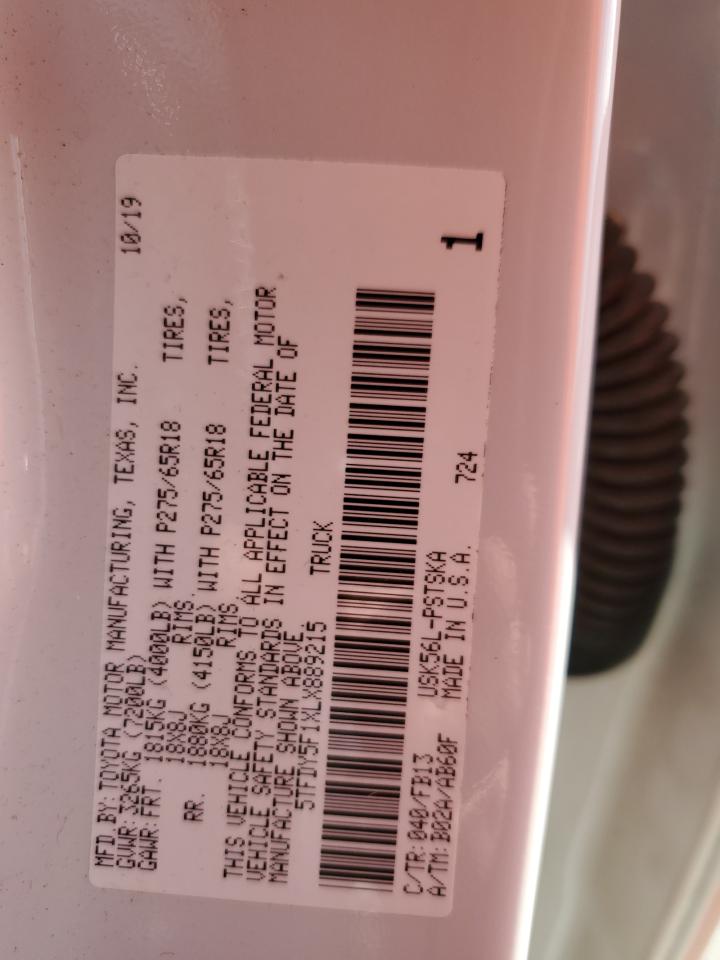 MFD BY: TOYOTA MOTOR MANUFACTURING, TEXAS, INC. 10/19
GVWR: 3265KG (7200LB)
GAWR: FRT. 1815KG (4000LB) WITH P275/65R18 TIRES,
18X8J RIMS,
RR. 1880KG (4150LB) WITH P275/65R18 TIRES,
18X8J RIMS
THIS VEHICLE CONFORMS TO ALL APPLICABLE FEDERAL MOTOR
VEHICLE SAFETY STANDARDS IN EFFECT ON THE DATE OF
MANUFACTURE SHOWN ABOVE.
5TFDY5F1XLX889215 TRUCK
C/TR: 040/FB13 USK56L-PSTSKA
A/TM: B02A/AB60F MADE IN U.S.A. 724
1